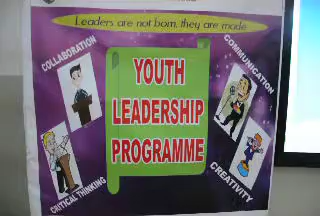 Leaders are not born, they are made
COLLABORATION
COMMUNICATION
YOUTH
LEADERSHIP
PROGRAMME
CRITICAL THINKING
CREATIVITY